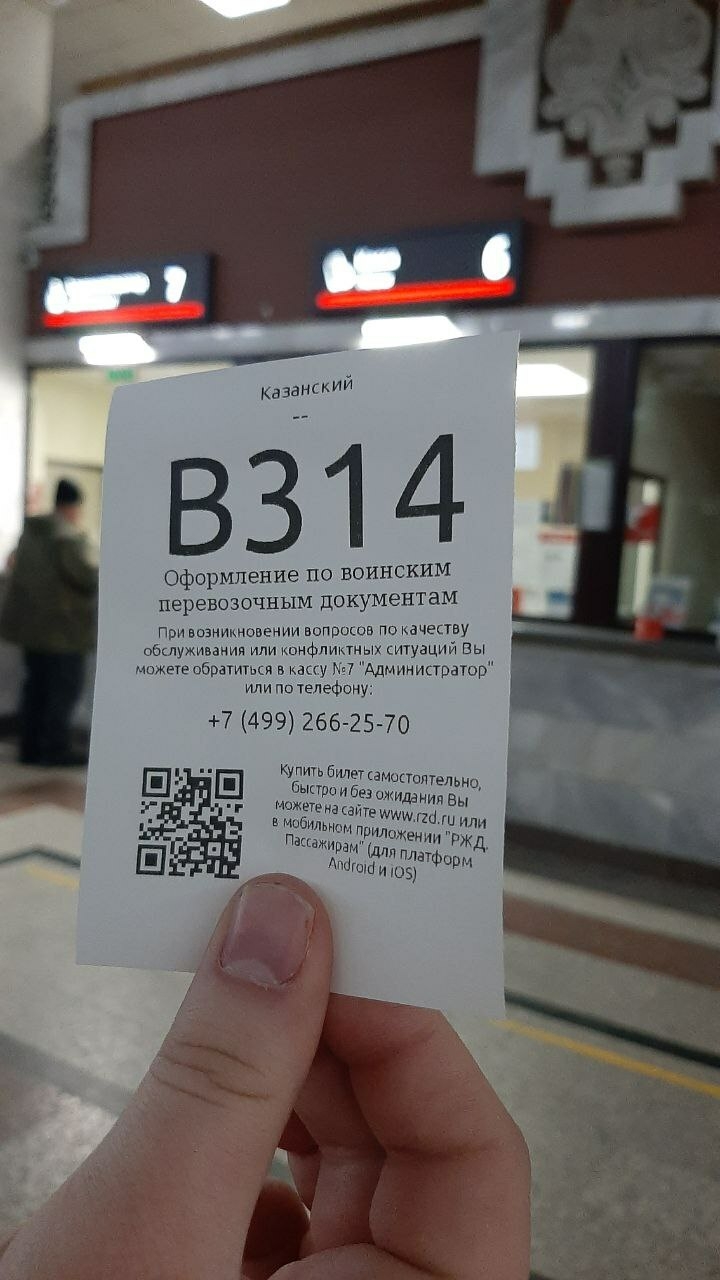 7
6
Казанский
--
В314
Оформление по воинским
перевозочным документам
При возникновении вопросов по качеству
обслуживания или конфликтных ситуаций Вы
можете обратиться в кассу №7 "Администратор"
или по телефону:
+7 (499) 266-25-70
Купить билет самостоятельно,
быстро и без ожидания Вы
можете на сайте www.rzd.ru или
в мобильном приложении "РЖД.
Пассажирам" (для платформ
Android и iOS)